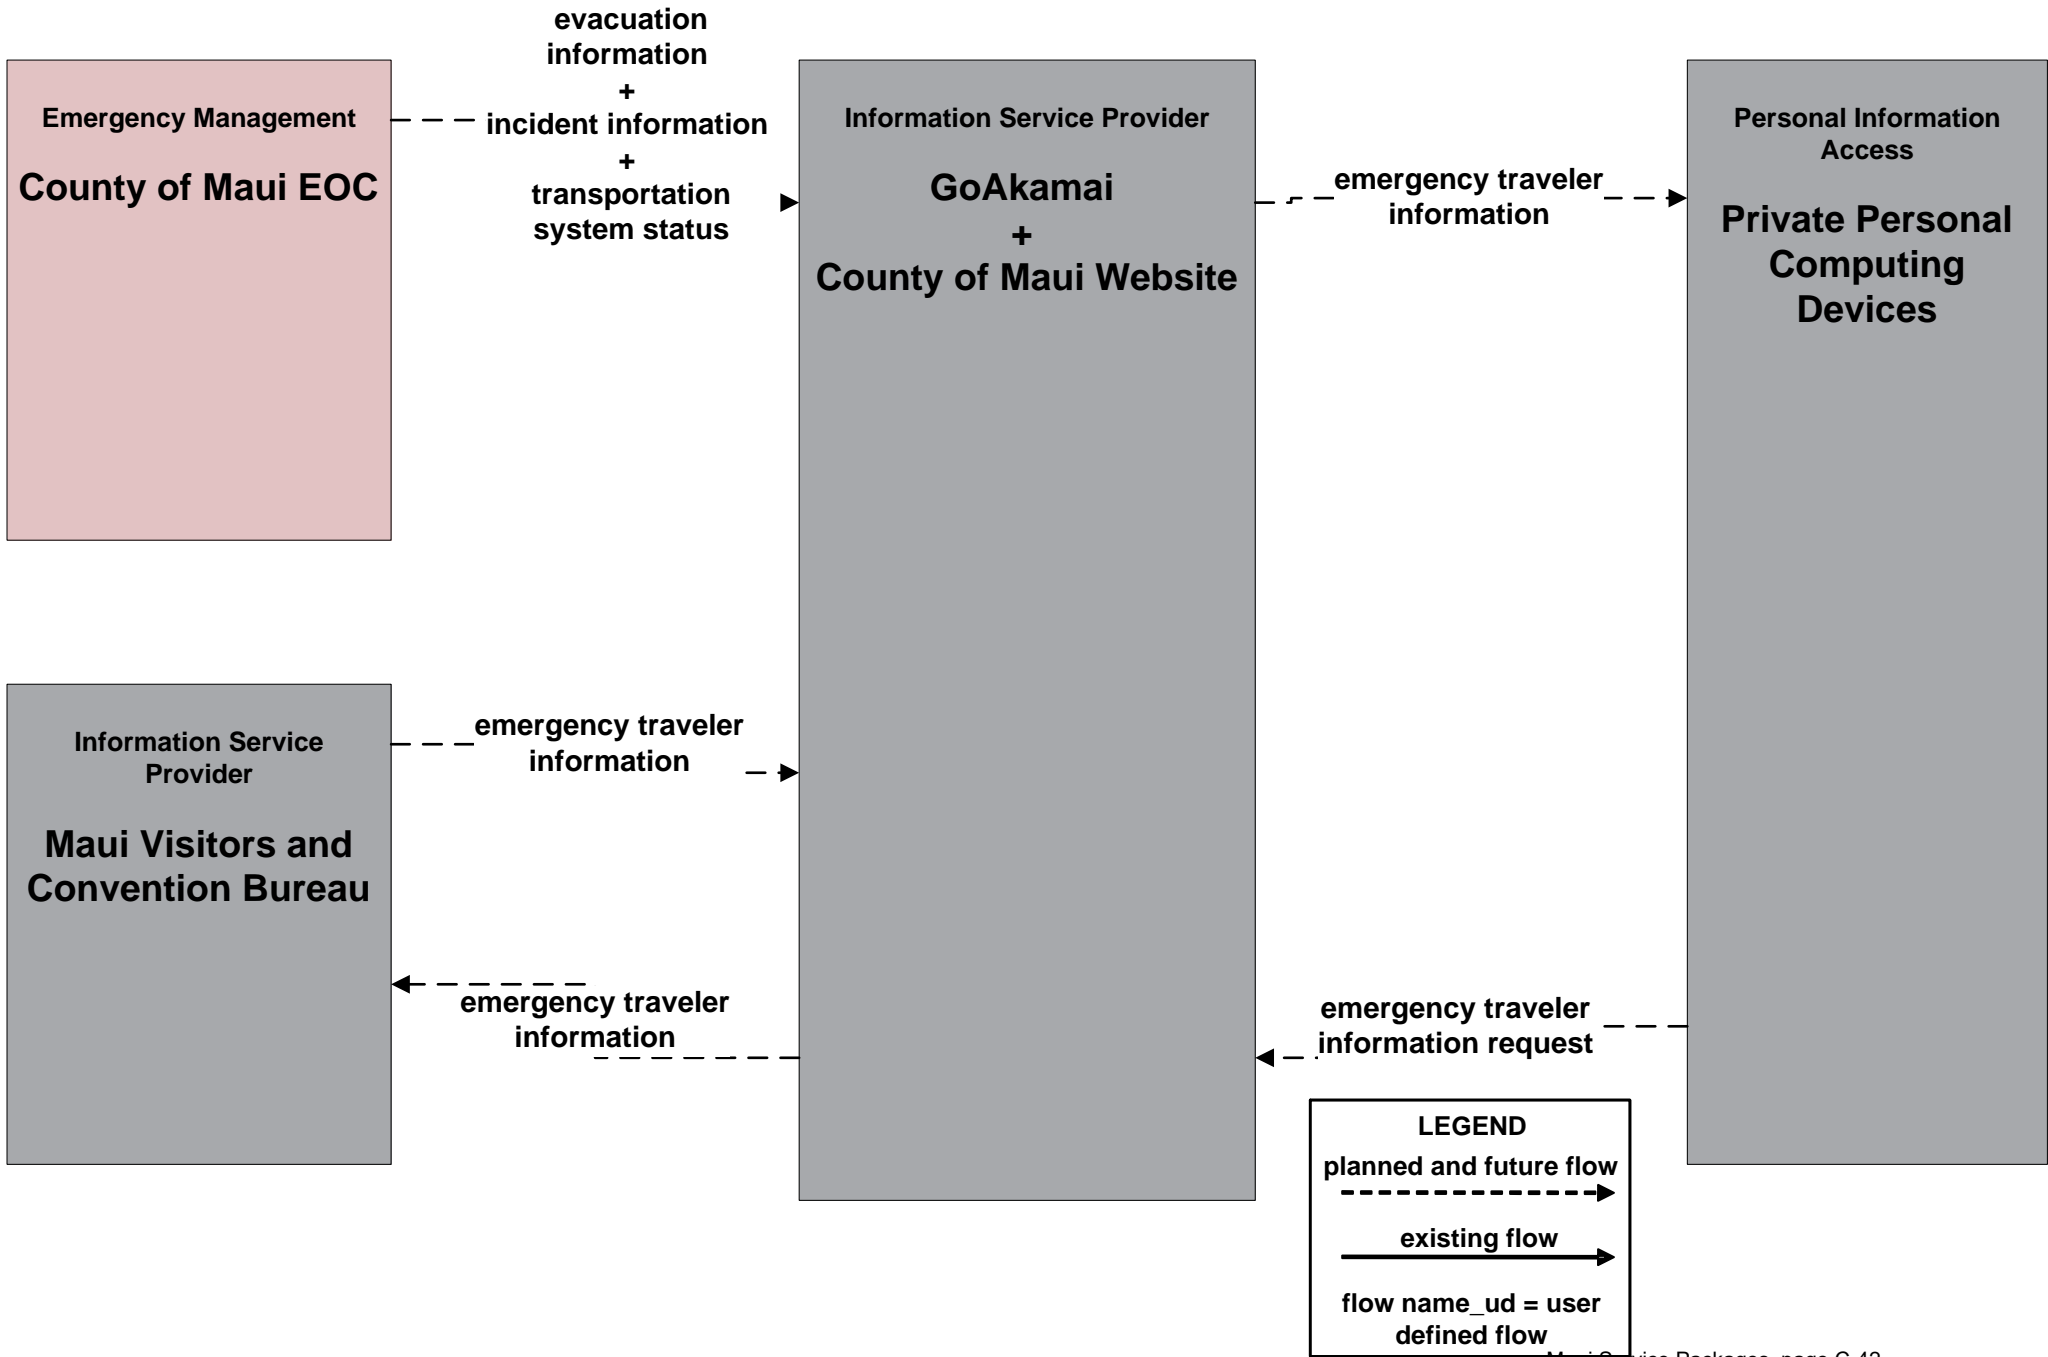 evacuation
information
+
incident information
+
transportation
system status
Emergency Management
County of Maui EOC
Information Service Provider
GoAkamai
+
County of Maui Website
emergency traveler
information
Personal Information
Access
Private Personal
Computing
Devices
Information Service
Provider
Maui Visitors and
Convention Bureau
emergency traveler
information
emergency traveler
information
emergency traveler
information request
LEGEND
planned and future flow
existing flow
flow name_ud = user
defined flow